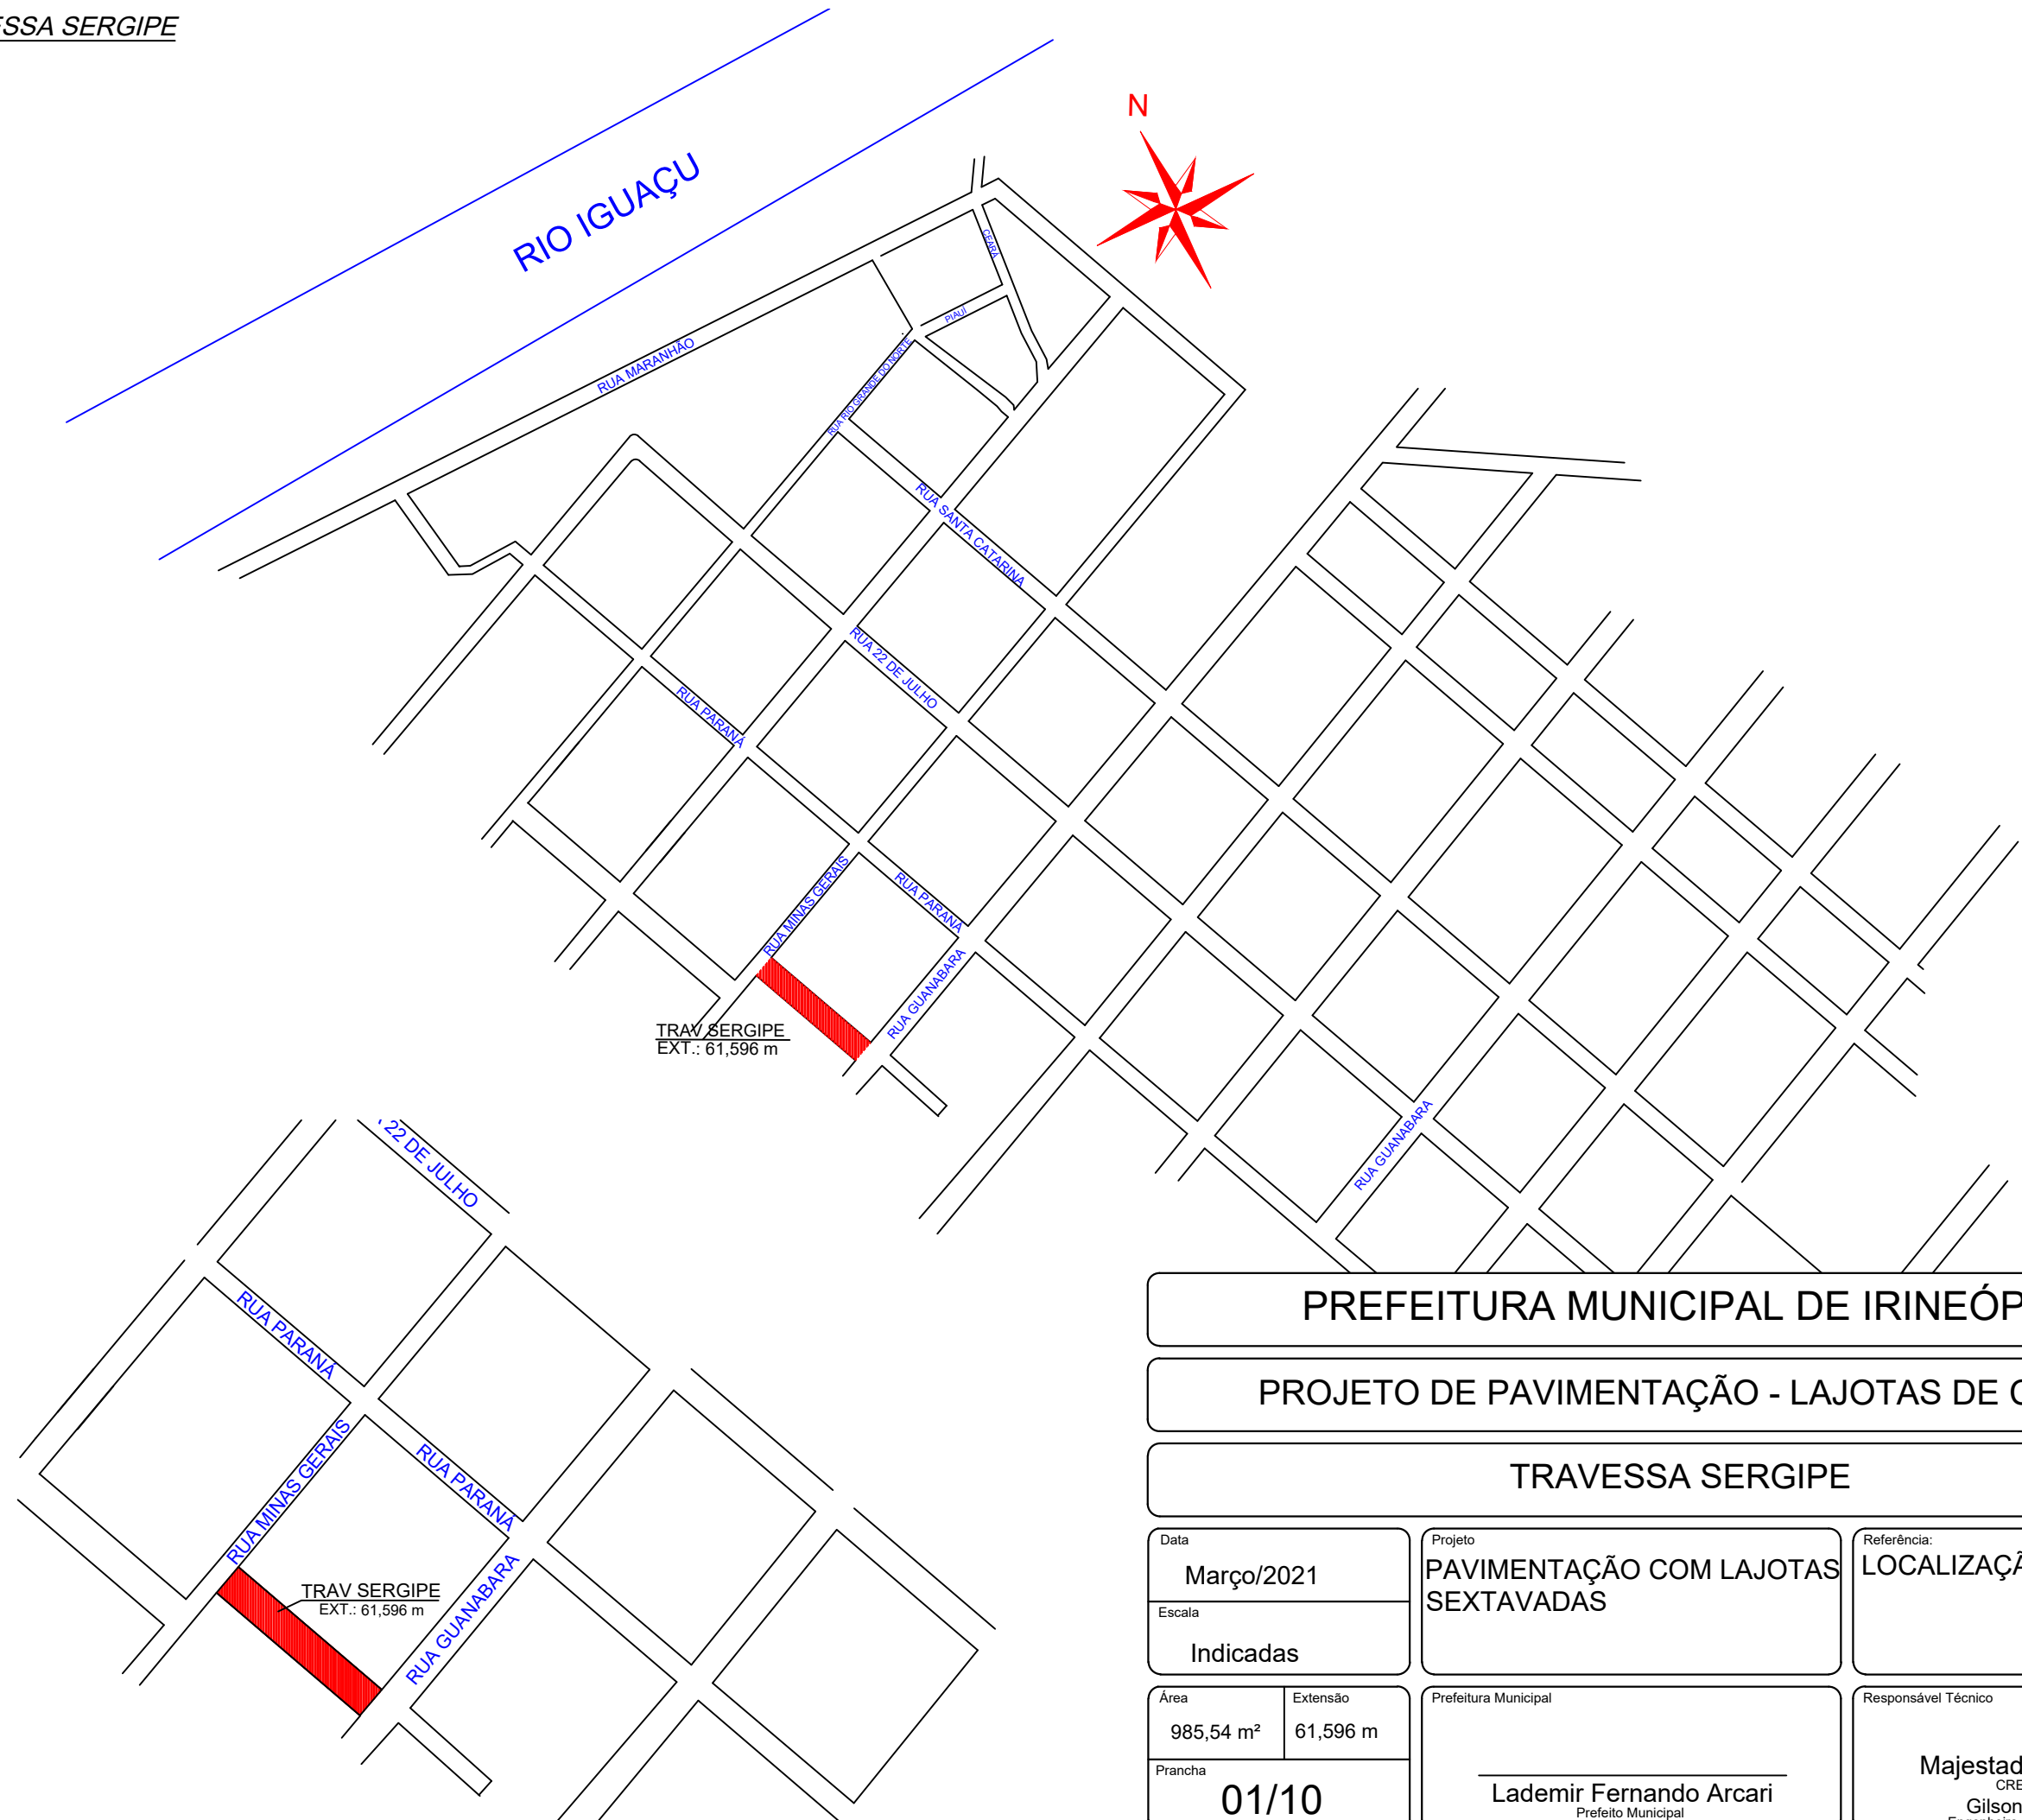 ESSA SERGIPE
N
RIO IGUAÇU
CEARÁ
PIAUI
RUA MARANHÃO
RUA RIO GRANDE DO NORTE
RUA SANTA CATARINA
RUA 22 DE JULHO
RUA PARANÁ
RUA MINAS GERAIS
RUA PARANÁ
RUA GUANABARA
TRAV SERGIPE
EXT.: 61,596 m
RUA GUANABARA
22 DE JULHO
RUA PARANÁ
RUA MINAS GERAIS
RUA PARANÁ
TRAV SERGIPE
EXT.: 61,596 m
RUA GUANABARA
PREFEITURA MUNICIPAL DE IRINEÓP
PROJETO DE PAVIMENTAÇÃO - LAJOTAS DE C
TRAVESSA SERGIPE
Data
Março/2021
Escala
Indicadas
Projeto
PAVIMENTAÇÃO COM LAJOTAS
SEXTAVADAS
Referência:
LOCALIZAÇÃ
Área
985,54 m²
Extensão
61,596 m
Prancha
01/10
Prefeitura Municipal
Lademir Fernando Arcari
Prefeito Municipal
Responsável Técnico
Majestad
CRE
Gilson